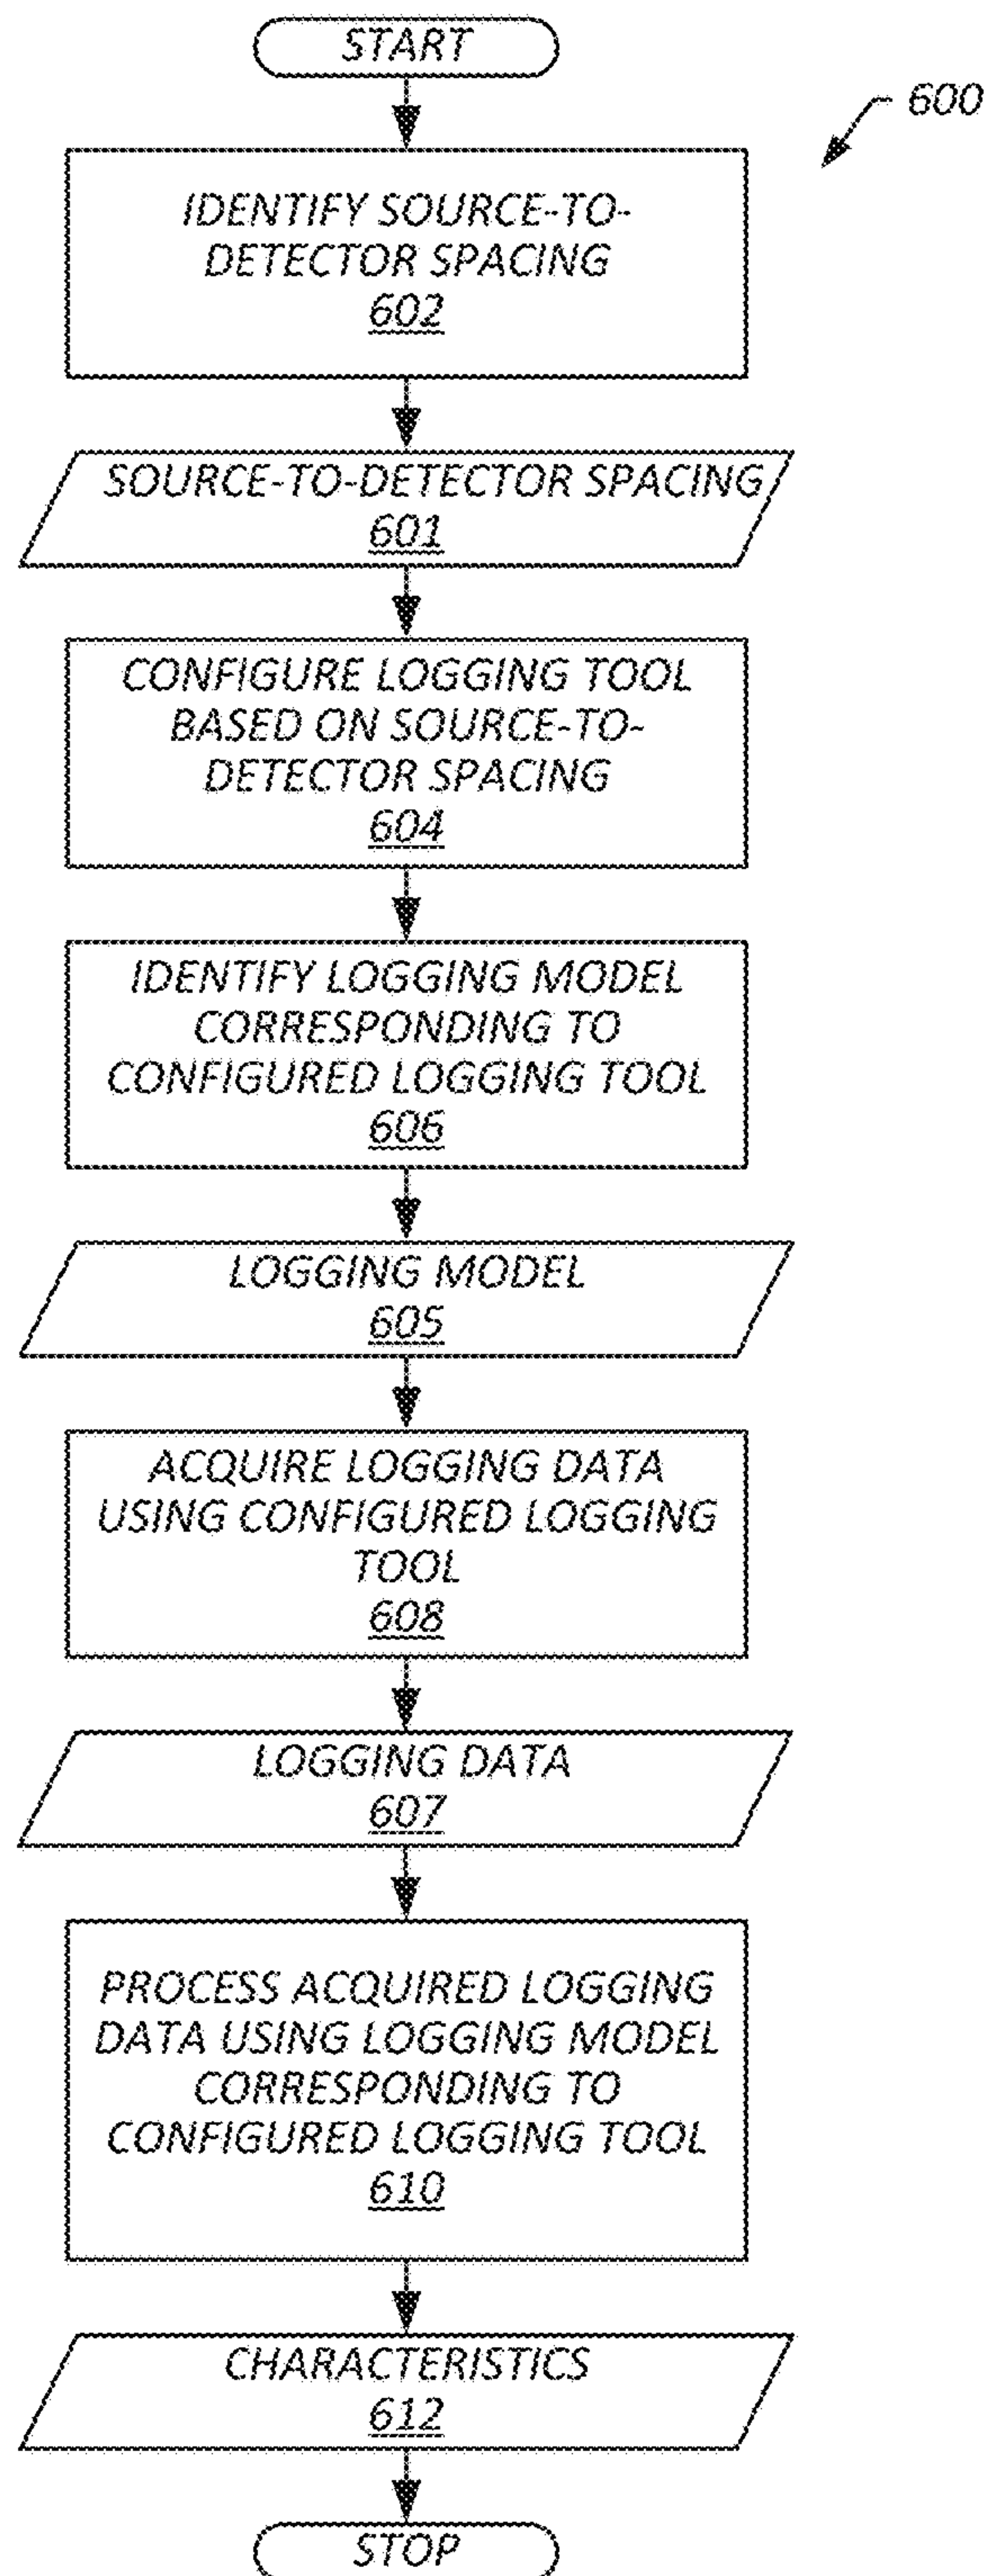 START
600
IDENTIFY SOURCE-TO-
DETECTOR SPACING
602
SOURCE-TO-DETECTOR SPACING
601
CONFIGURE LOGGING TOOL
BASED ON SOURCE-TO-
DETECTOR SPACING
604
IDENTIFY LOGGING MODEL
CORRESPONDING TO
CONFIGURED LOGGING TOOL
606
LOGGING MODEL
605
ACQUIRE LOGGING DATA
USING CONFIGURED LOGGING
TOOL
608
LOGGING DATA
607
PROCESS ACQUIRED LOGGING
DATA USING LOGGING MODEL
CORRESPONDING TO
CONFIGURED LOGGING TOOL
610
CHARACTERISTICS
612
STOP